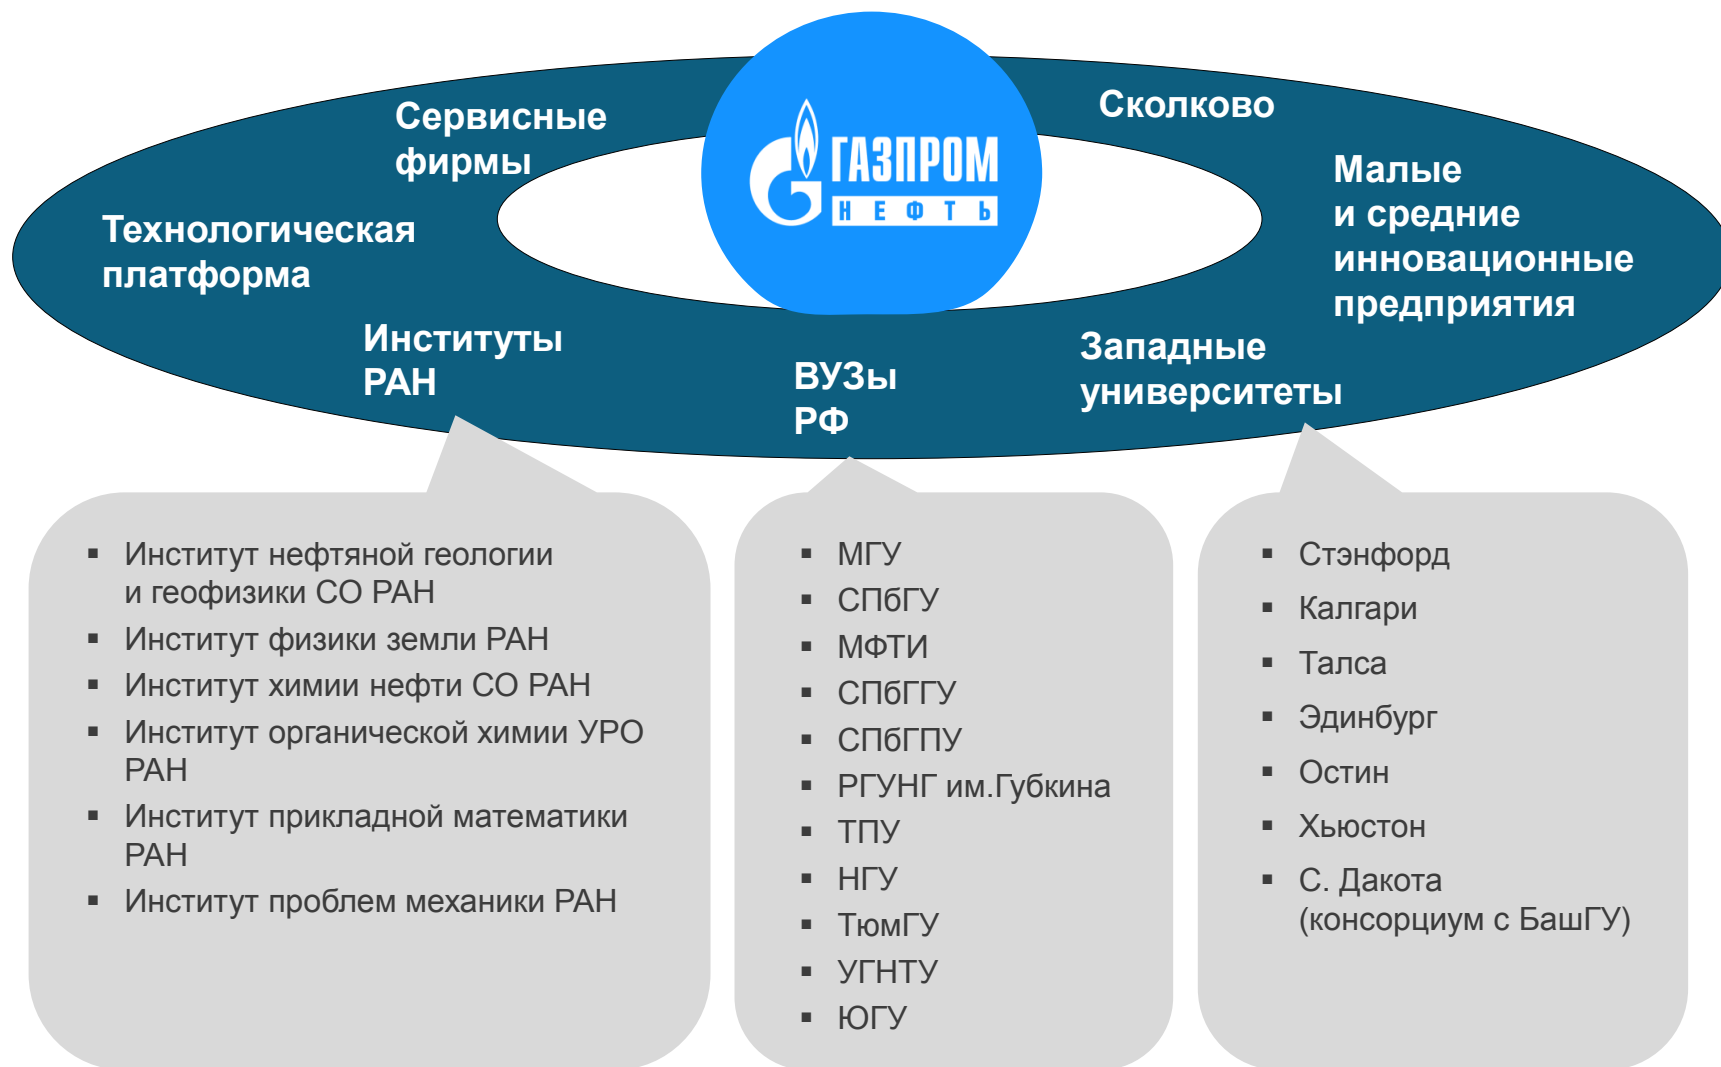 ГАЗПРОМ
НЕФТЬ
Сервисные
фирмы
Сколково
Малые
и средние
инновационные
предприятия
Технологическая
платформа
Институты
РАН
ВУЗы
РФ
Западные
университеты
▪ Институт нефтяной геологии
и геофизики СО РАН
▪ Институт физики земли РАН
▪ Институт химии нефти СО РАН
▪ Институт органической химии УРО
РАН
▪ Институт прикладной математики
РАН
▪ Институт проблем механики РАН
▪ МГУ
▪ СПбГУ
▪ МФТИ
▪ СПбГГУ
▪ СПбГПУ
▪ РГУНГ им.Губкина
▪ ТПУ
▪ НГУ
▪ ТюмГУ
▪ УГНТУ
▪ ЮГУ
▪ Стэнфорд
▪ Калгари
▪ Талса
▪ Эдинбург
▪ Остин
▪ Хьюстон
▪ С. Дакота
(консорциум с БашГУ)